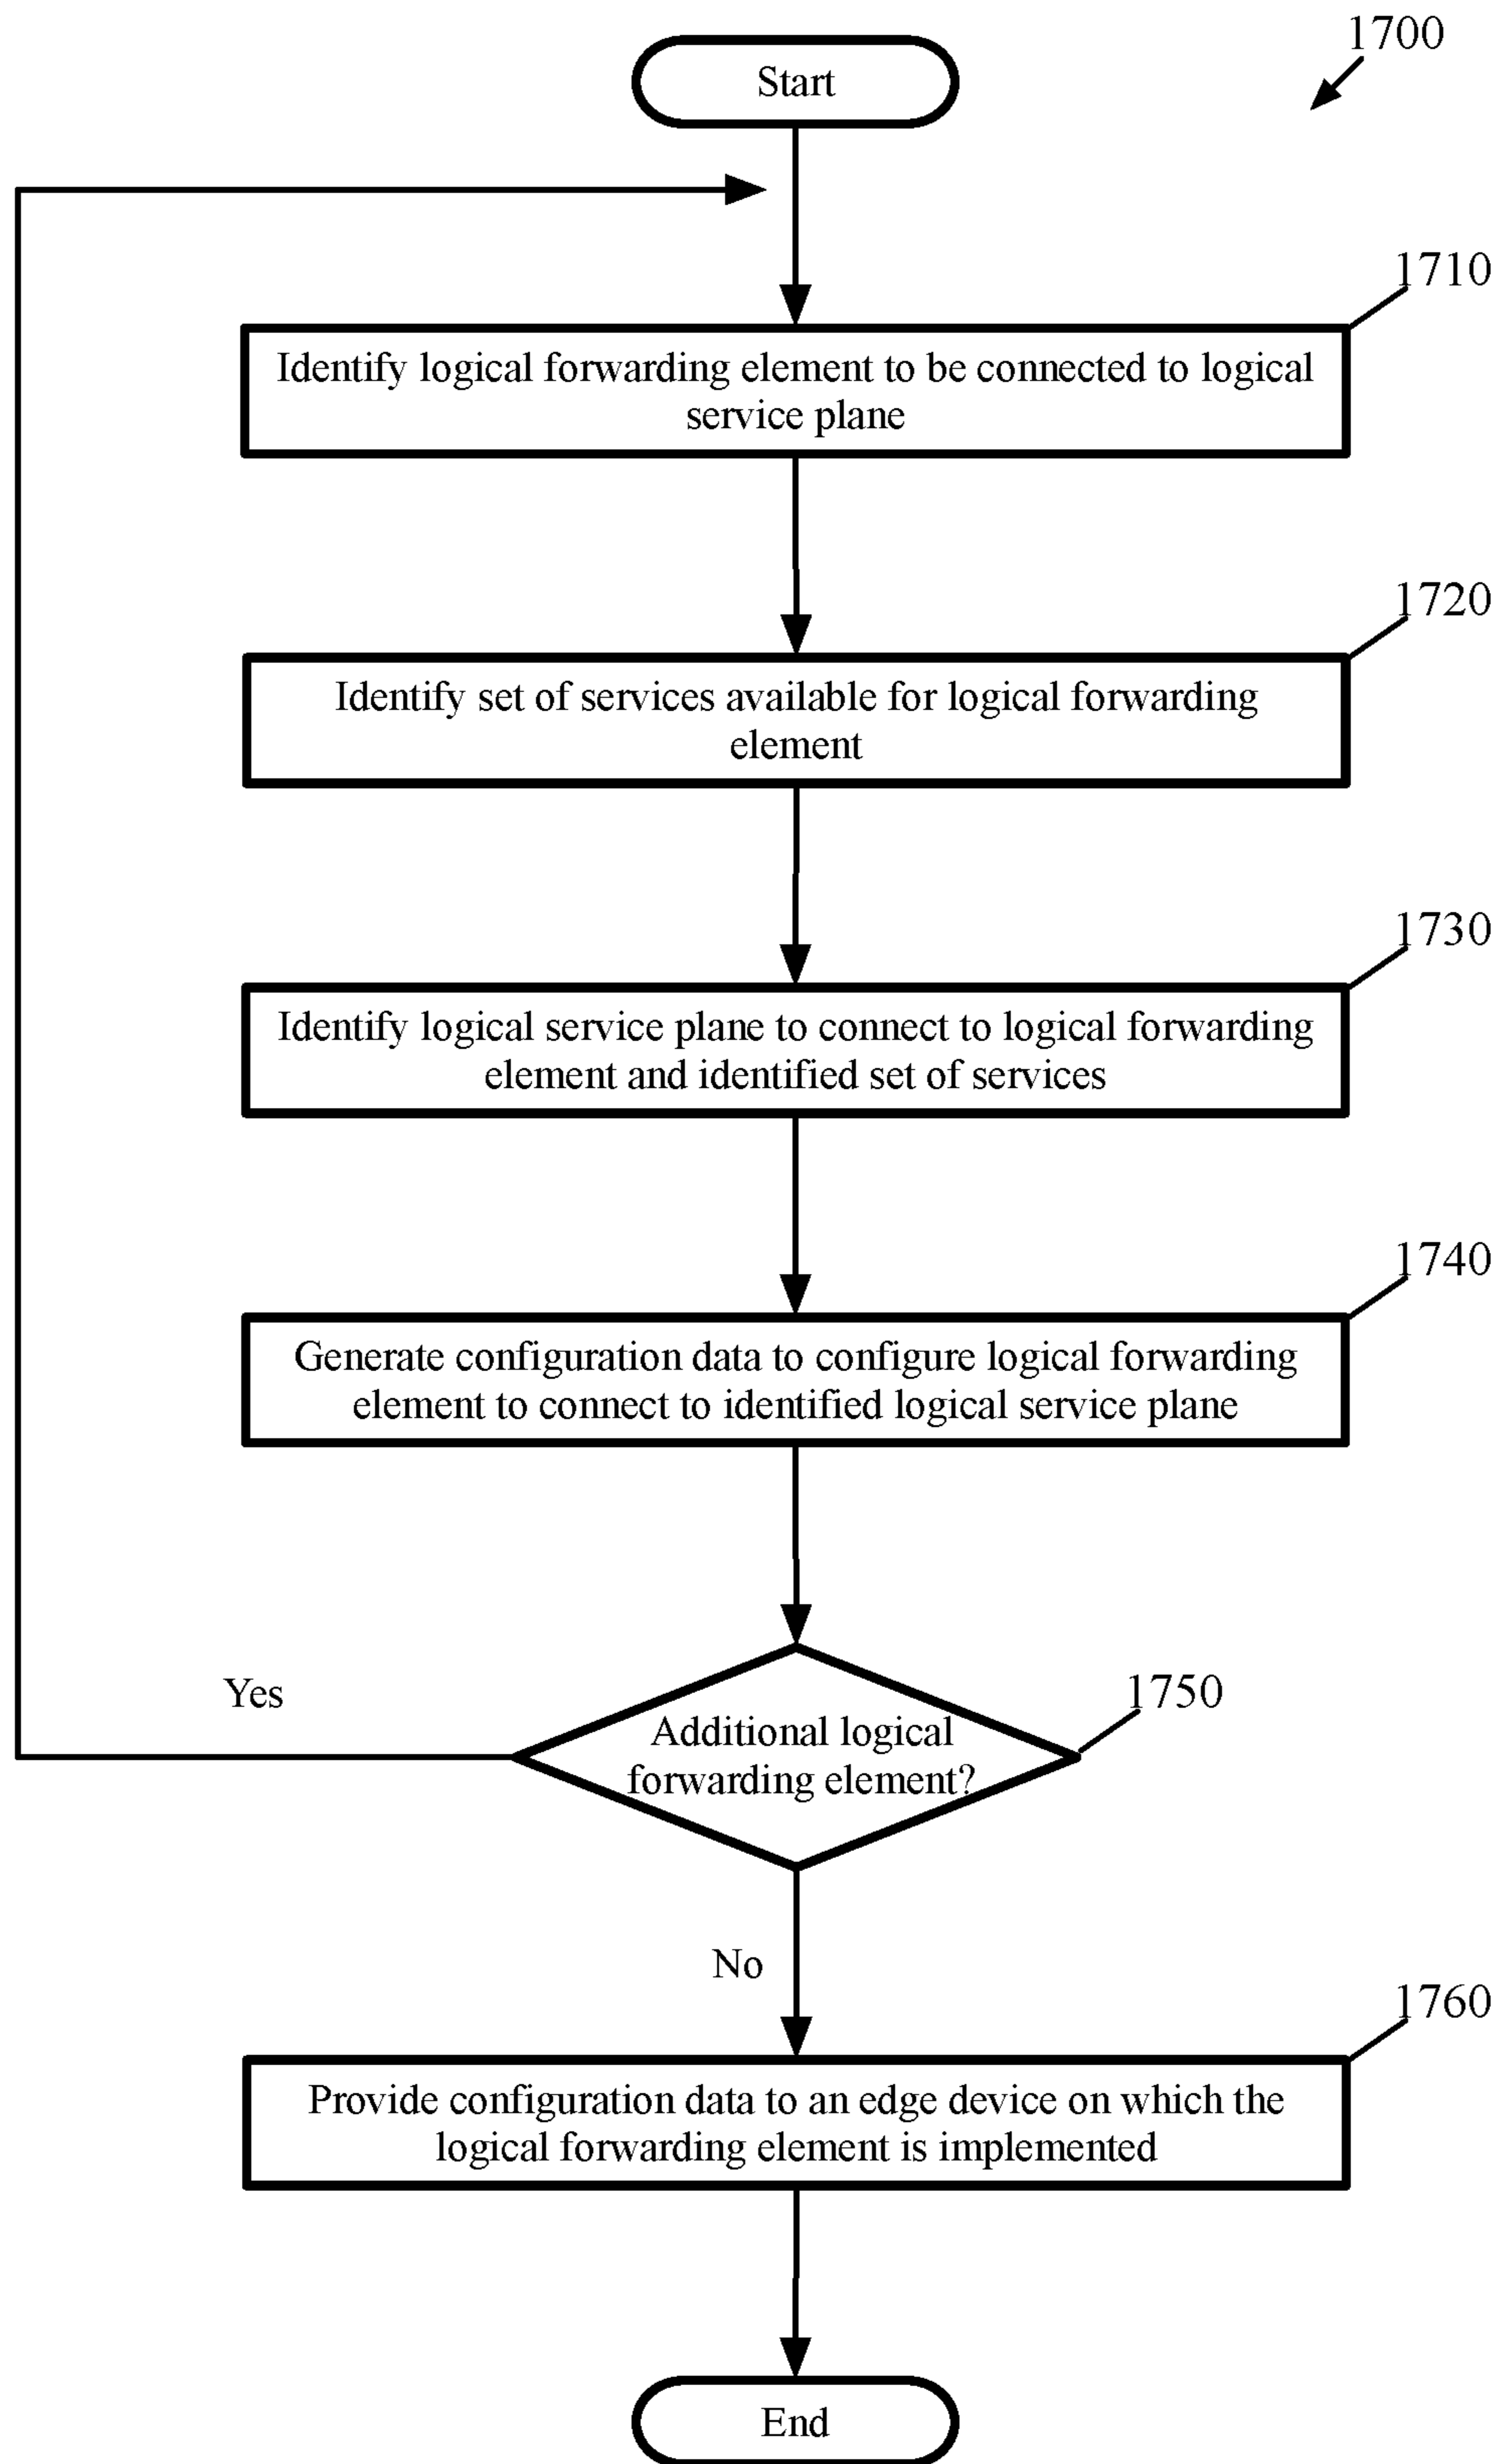 1700
Start
1710
Identify logical forwarding element to be connected to logical
service plane
1720
Identify set of services available for logical forwarding
element
1730
Identify logical service plane to connect to logical forwarding
element and identified set of services
1740
Generate configuration data to configure logical forwarding
element to connect to identified logical service plane
Yes
1750
Additional logical
forwarding element?
No
1760
Provide configuration data to an edge device on which the
logical forwarding element is implemented
End